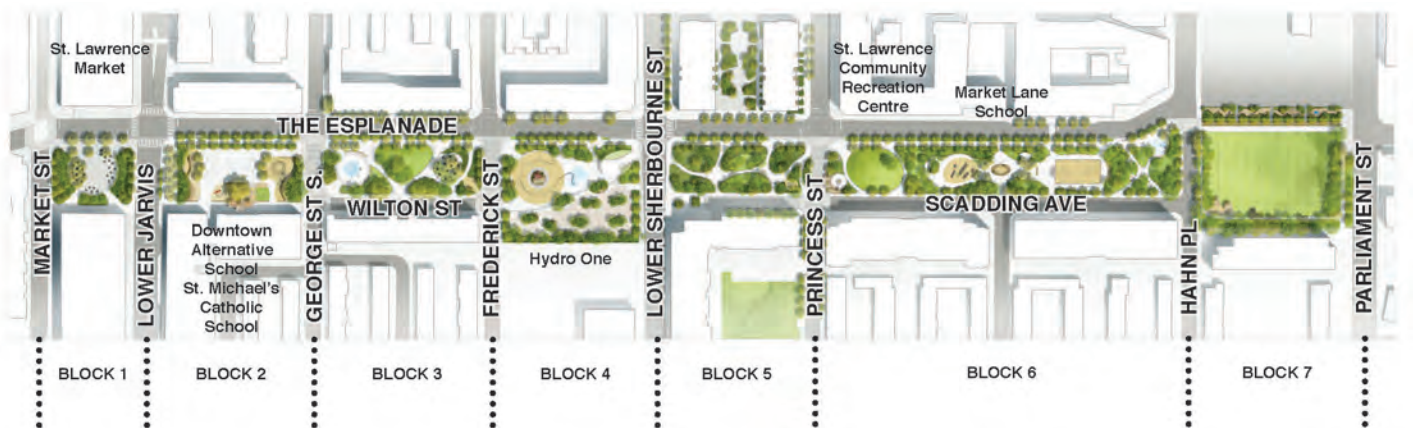 St. Lawrence
Market
St. Lawrence
Community
Recreation
Centre
Market Lane
School
THE ESPLANADE
MARKET ST
LOWER JARVIS
GEORGE ST S.
FREDERICK ST
LOWER SHERBOURNE ST
PRINCESS ST
HAHN PL
PARLIAMENT ST
WILTON ST
SCADDING AVE
Downtown
Alternative
School
St. Michael's
Catholic
School
Hydro One
BLOCK 1
BLOCK 2
BLOCK 3
BLOCK 4
BLOCK 5
BLOCK 6
BLOCK 7